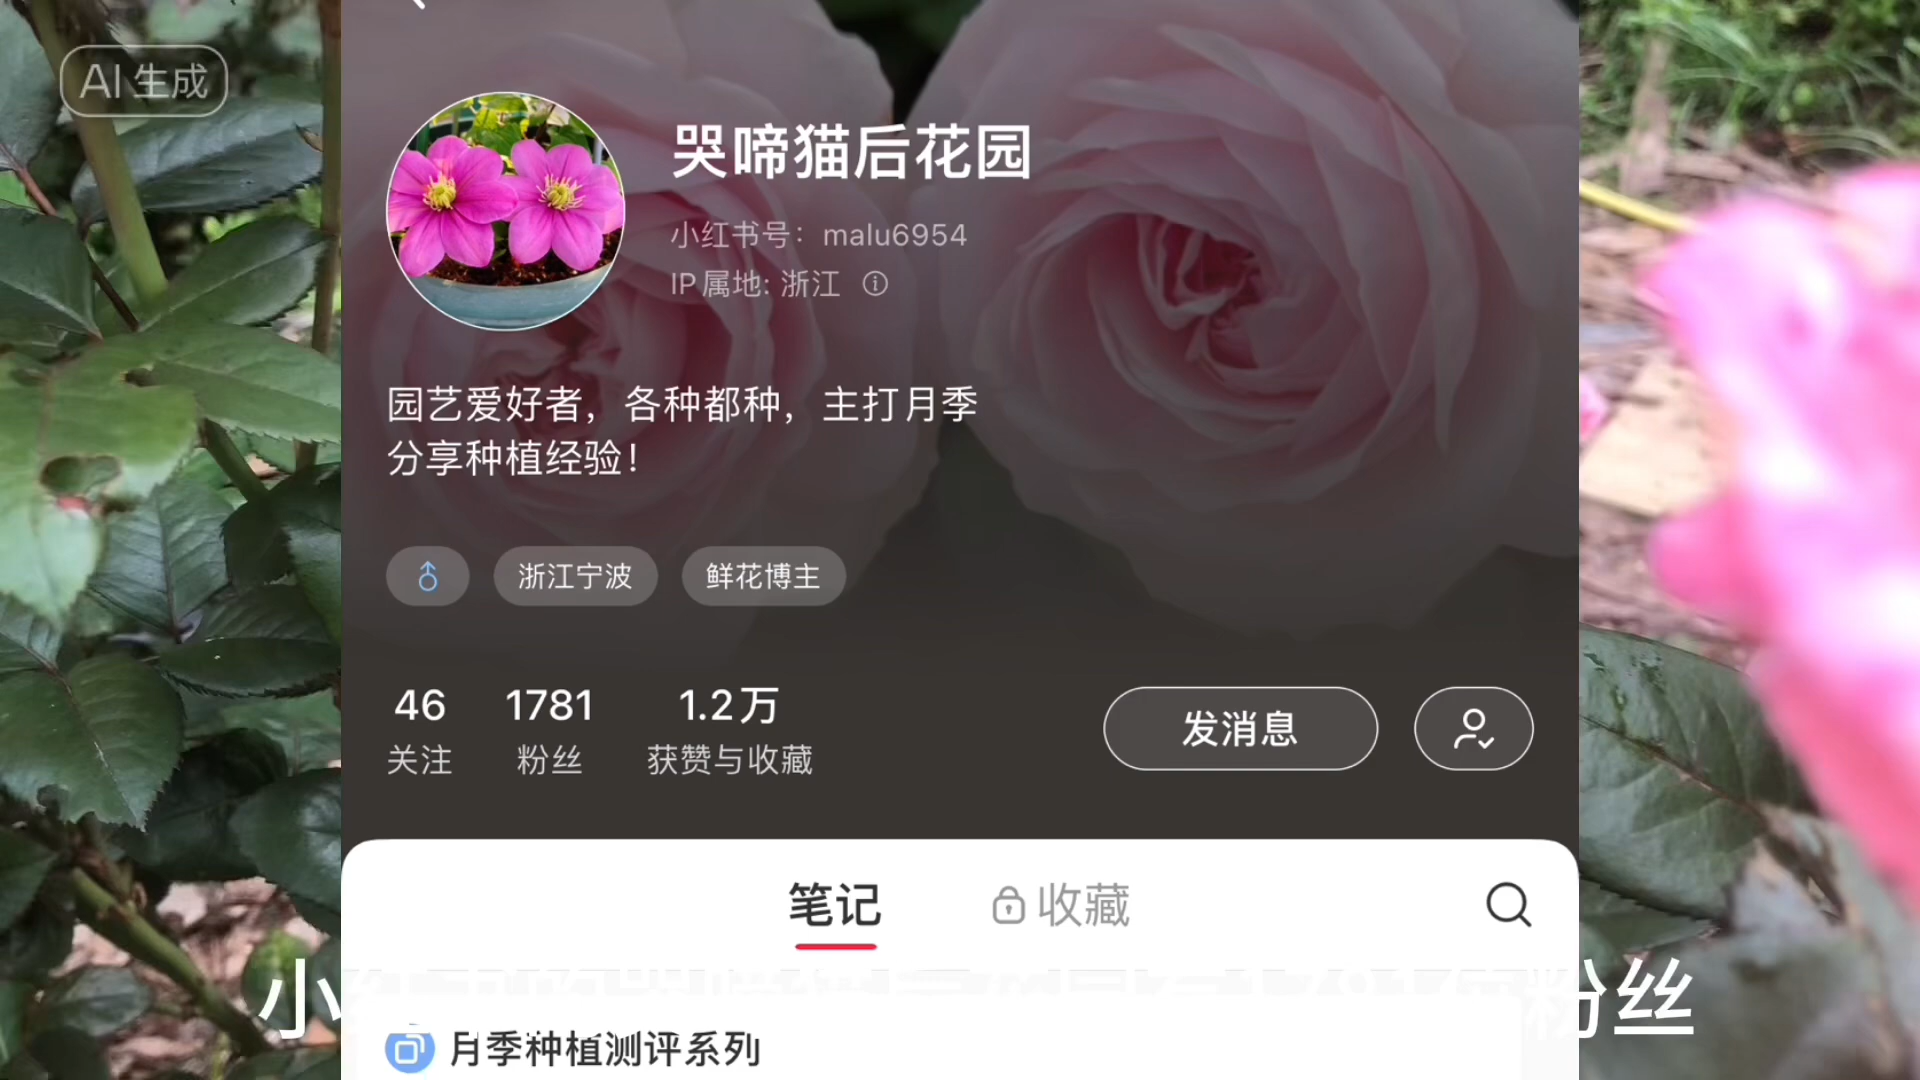 AI生成
哭啼猫后花园
小红书号：malu6954
IP属地: 浙江
园艺爱好者，各种都种，主打月季
分享种植经验！
浙江宁波
鲜花博主
46
1781
1.2万
关注
粉丝
获赞与收藏
发消息
笔记
收藏
小
粉丝
月季种植测评系列